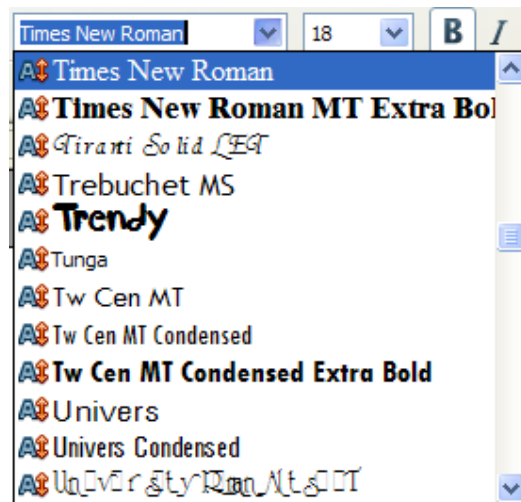 Times New Roman 18 B I
Times New Roman
Times New Roman MT Extra Bol
Tiranti Solid LET
Trebuchet MS
Trendy
Tunga
Tw Cen MT
Tw Cen MT Condensed
Tw Cen MT Condensed Extra Bold
Univers
Univers Condensed